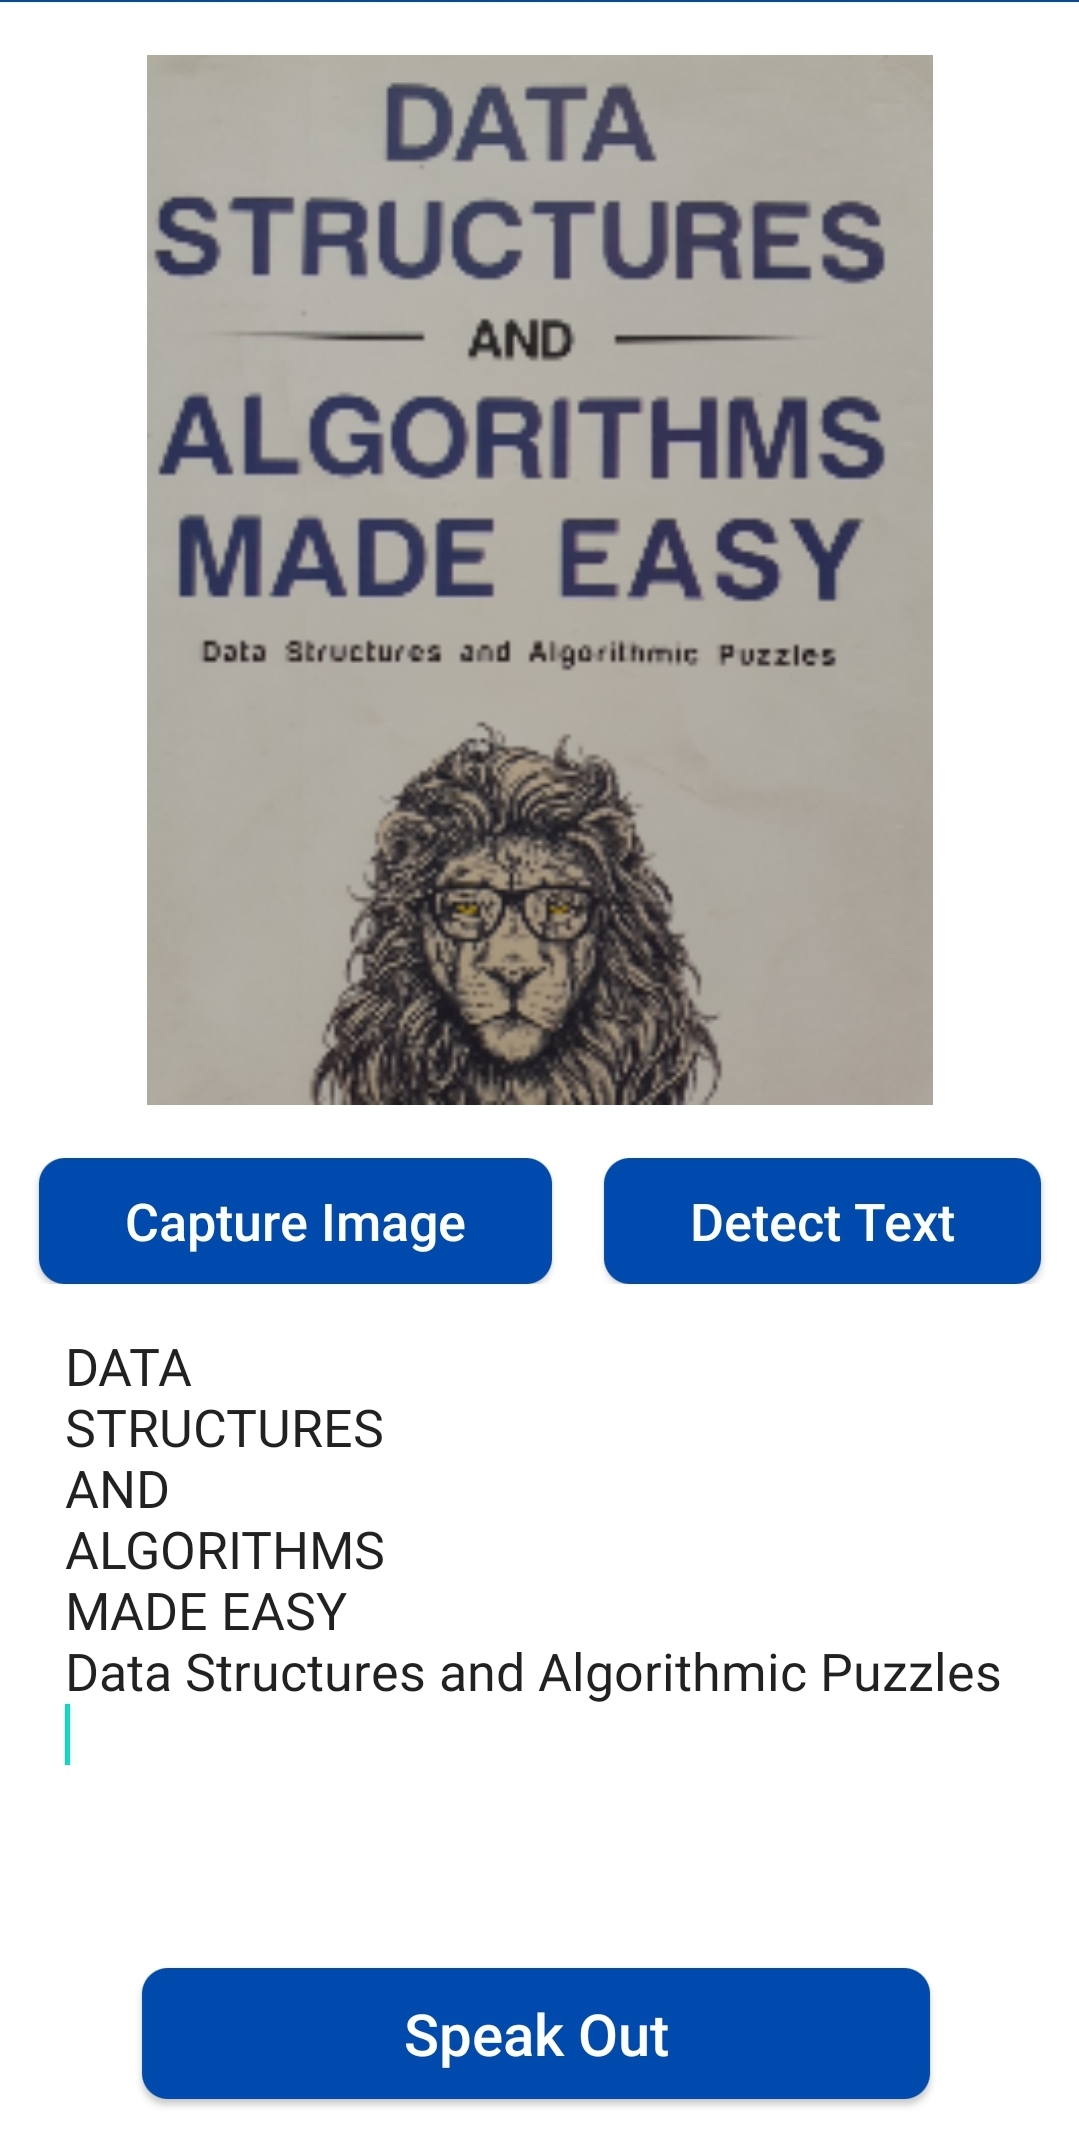 DATA
STRUCTURES
AND
ALGORITHMS
MADE EASY
Data Structures and Algorithmic Puzzles
Capture Image
Detect Text
DATA
STRUCTURES
AND
ALGORITHMS
MADE EASY
Data Structures and Algorithmic Puzzles
Speak Out